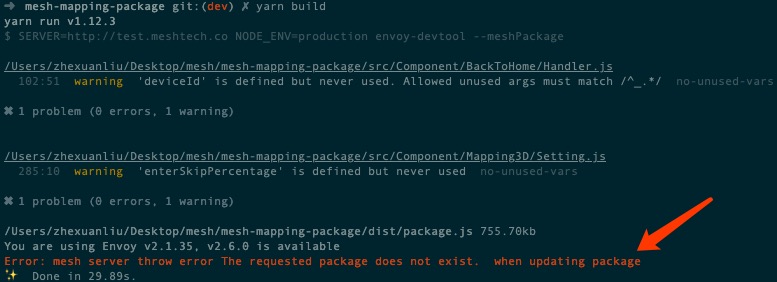 ➜ mesh-mapping-package git:(dev) ✗ yarn build
yarn run v1.12.3
$ SERVER=http://test.meshtech.co NODE_ENV=production envoy-devtool --meshPackage
/Users/zhexuanliu/Desktop/mesh/mesh-mapping-package/src/Component/BackToHome/Handler.js
102:51 warning 'deviceId' is defined but never used. Allowed unused args must match /^_.*/ no-unused-vars
✖ 1 problem (0 errors, 1 warning)
/Users/zhexuanliu/Desktop/mesh/mesh-mapping-package/src/Component/Mapping3D/Setting.js
285:10 warning 'enterSkipPercentage' is defined but never used no-unused-vars
✖ 1 problem (0 errors, 1 warning)
/Users/zhexuanliu/Desktop/mesh/mesh-mapping-package/dist/package.js 755.70kb
You are using Envoy v2.1.35, v2.6.0 is available
Error: mesh server throw error The requested package does not exist. when updating package
✨ Done in 29.89s.